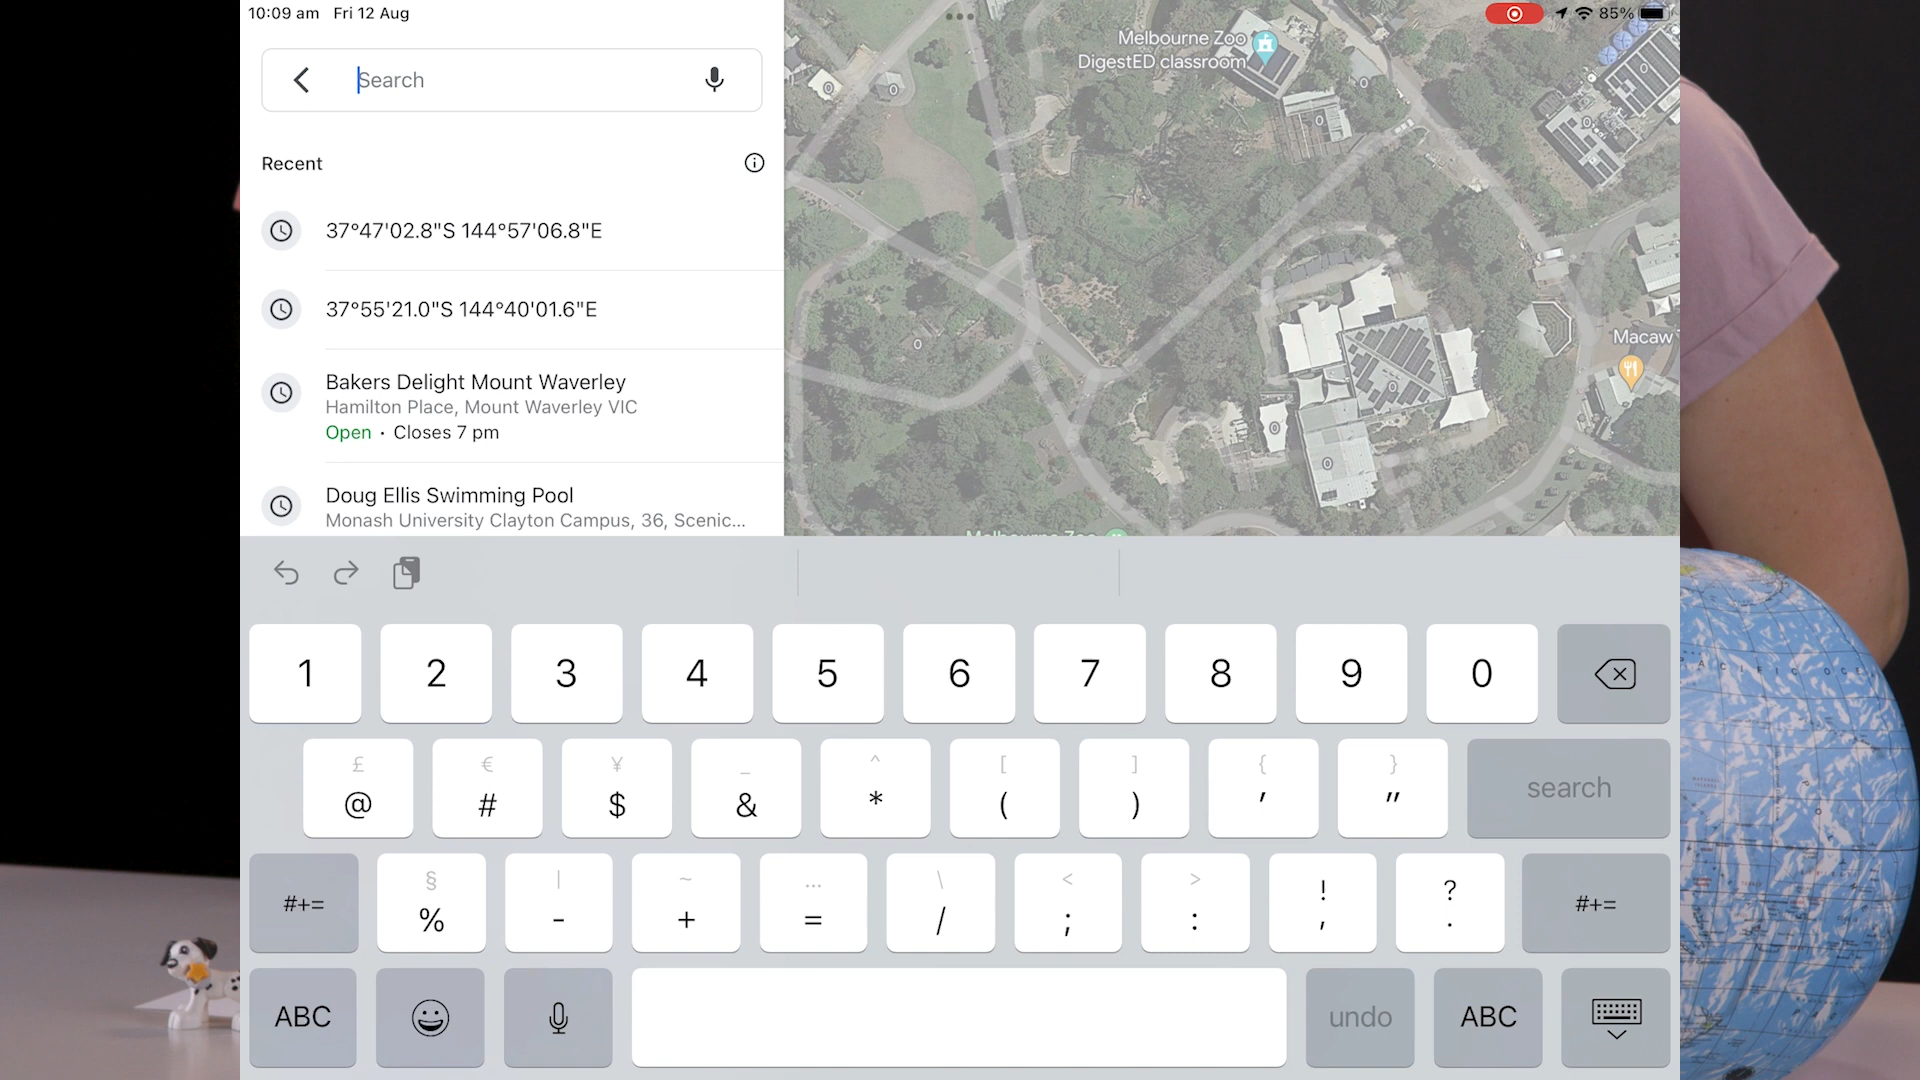 10:09 am Fri 12 Aug
85%
Search
Recent
37°47'02.8"S 144°57'06.8"E
37°55'21.0"S 144°40'01.6"E
Bakers Delight Mount Waverley
Hamilton Place, Mount Waverley VIC
Open · Closes 7 pm
Doug Ellis Swimming Pool
Monash University Clayton Campus, 36, Scenic...
Melbourne Zoo
DigestED classroom
Macaw
Melbourne Zoo
1 2 3 4 5 6 7 8 9 0
£ € ¥ _ ^ [ ] { }
@ # $ & * ( ) ' " search
§ | ~ ... \ < > ! ?
#+= % - + = / ; : , . #+=
ABC undo ABC